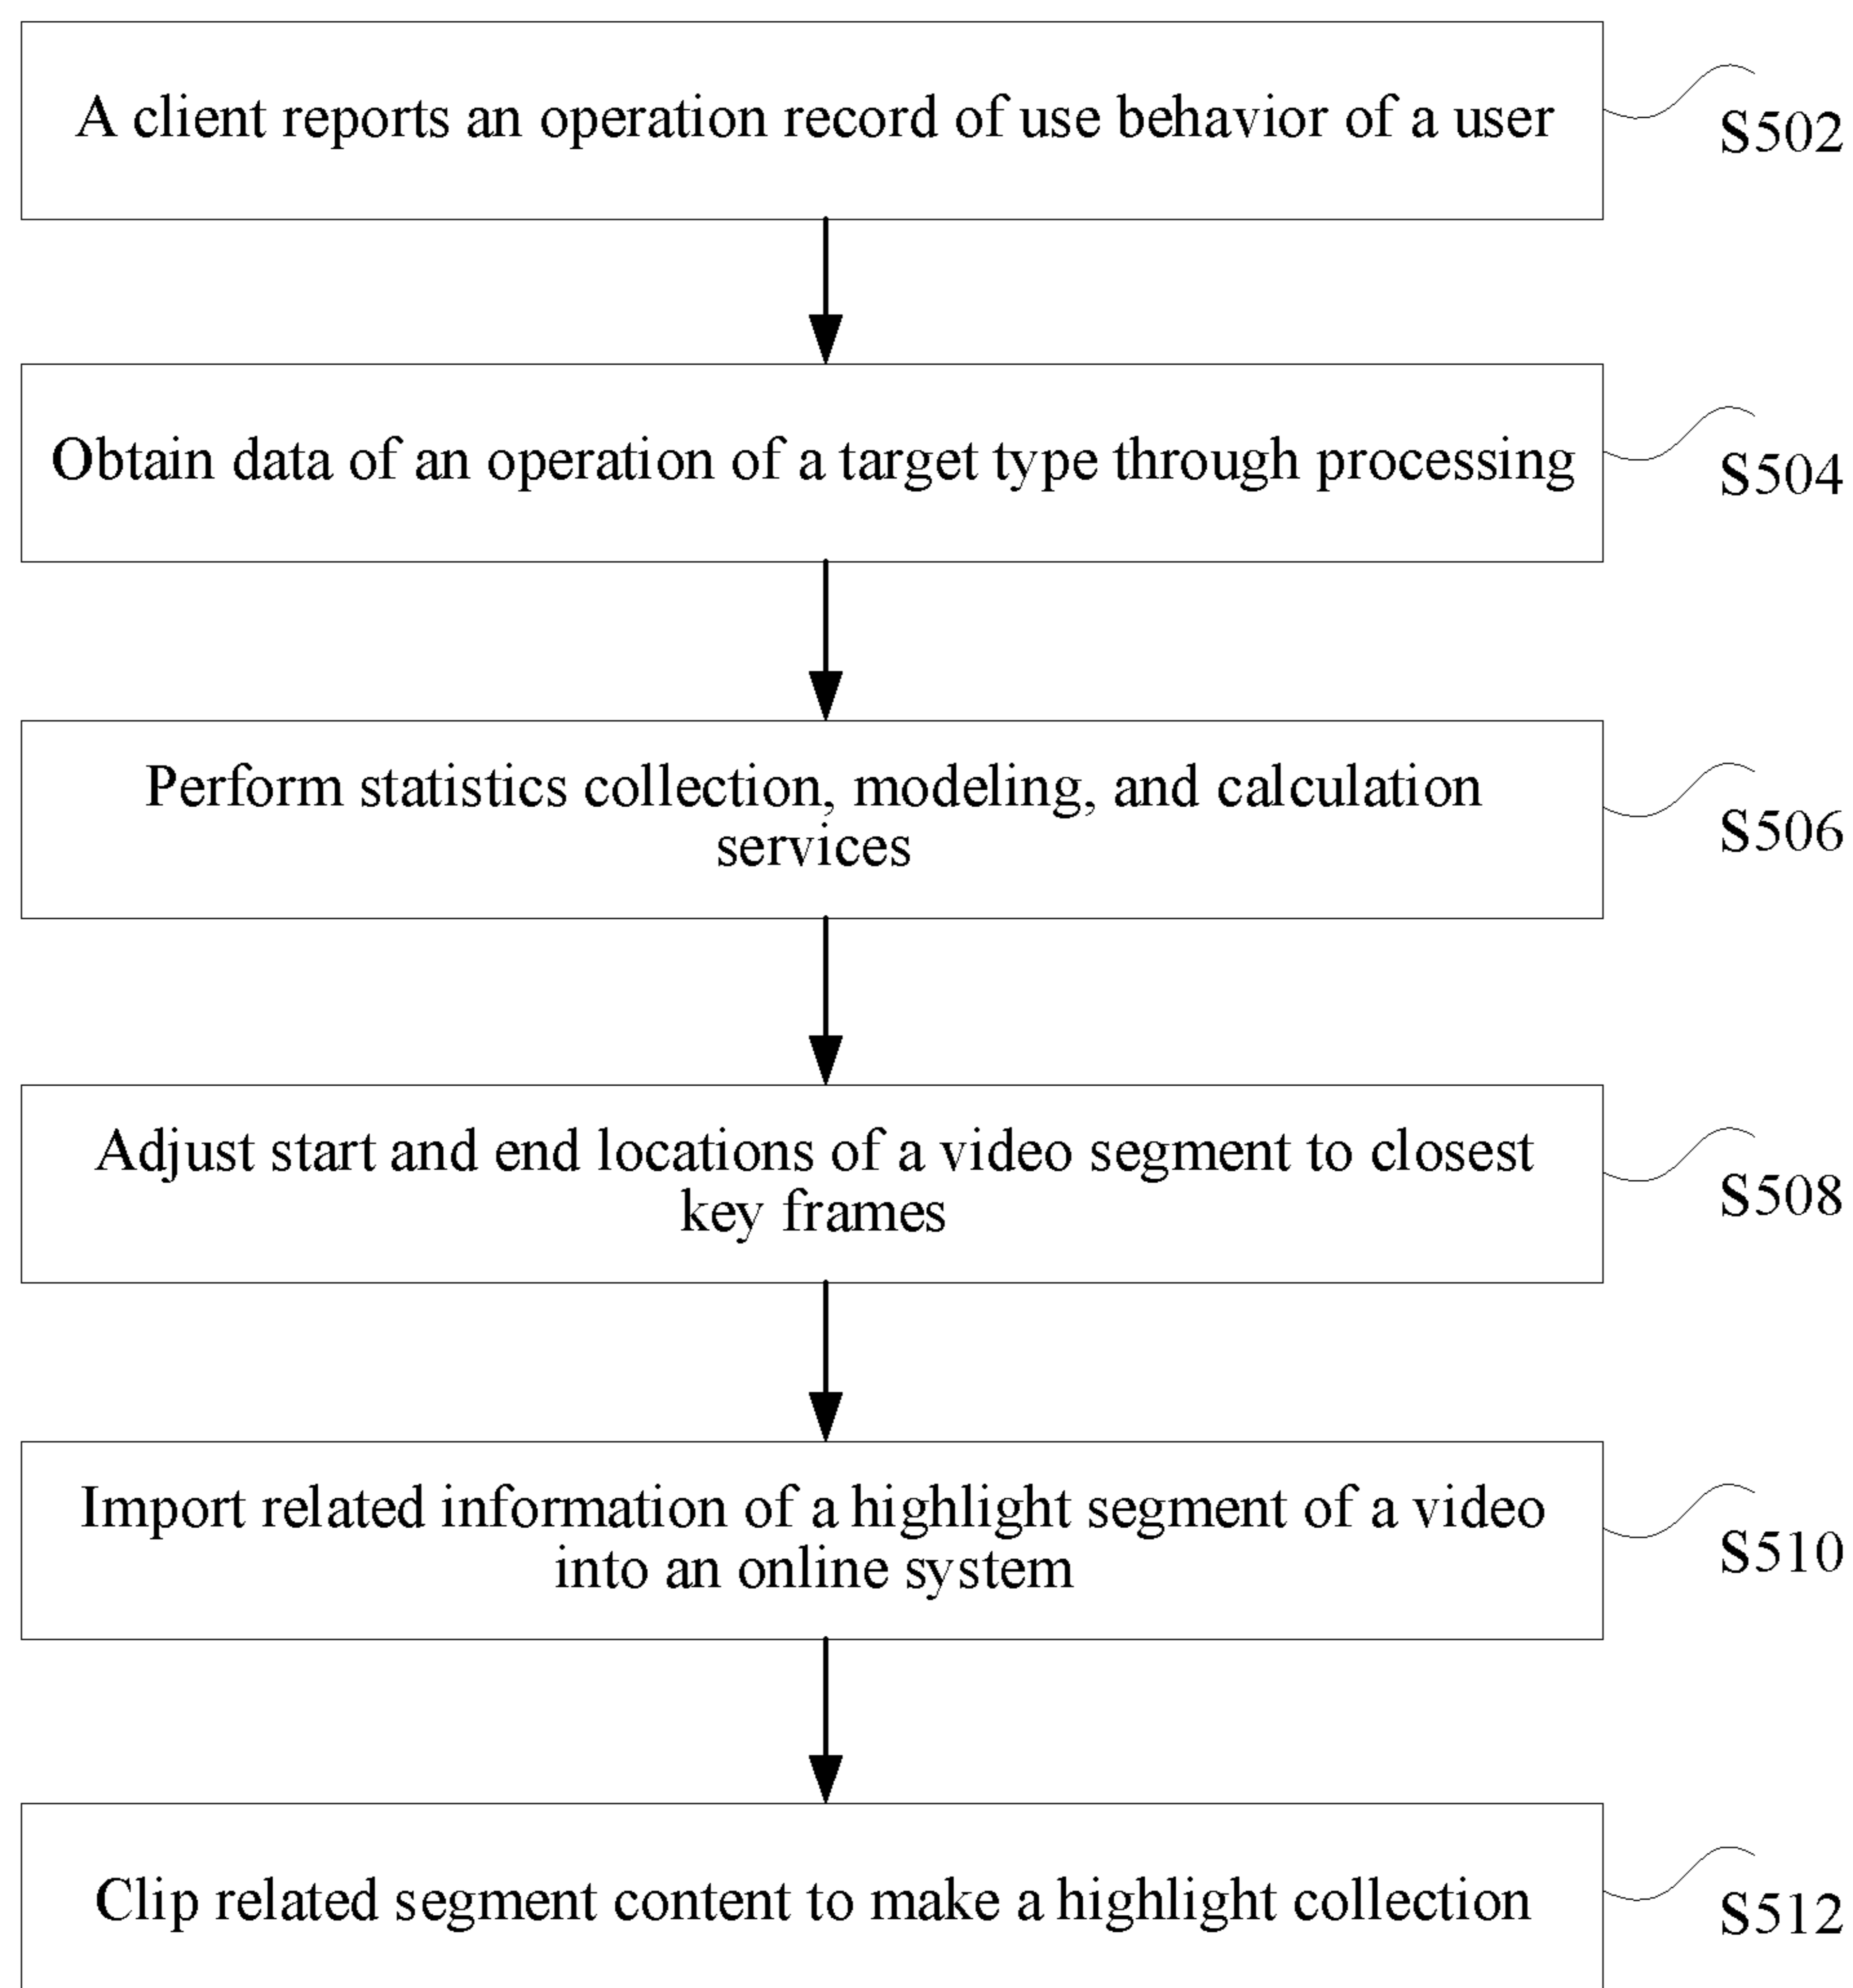 A client reports an operation record of use behavior of a user
S502
Obtain data of an operation of a target type through processing
S504
Perform statistics collection, modeling, and calculation
services
S506
Adjust start and end locations of a video segment to closest
key frames
S508
Import related information of a highlight segment of a video
into an online system
S510
Clip related segment content to make a highlight collection
S512